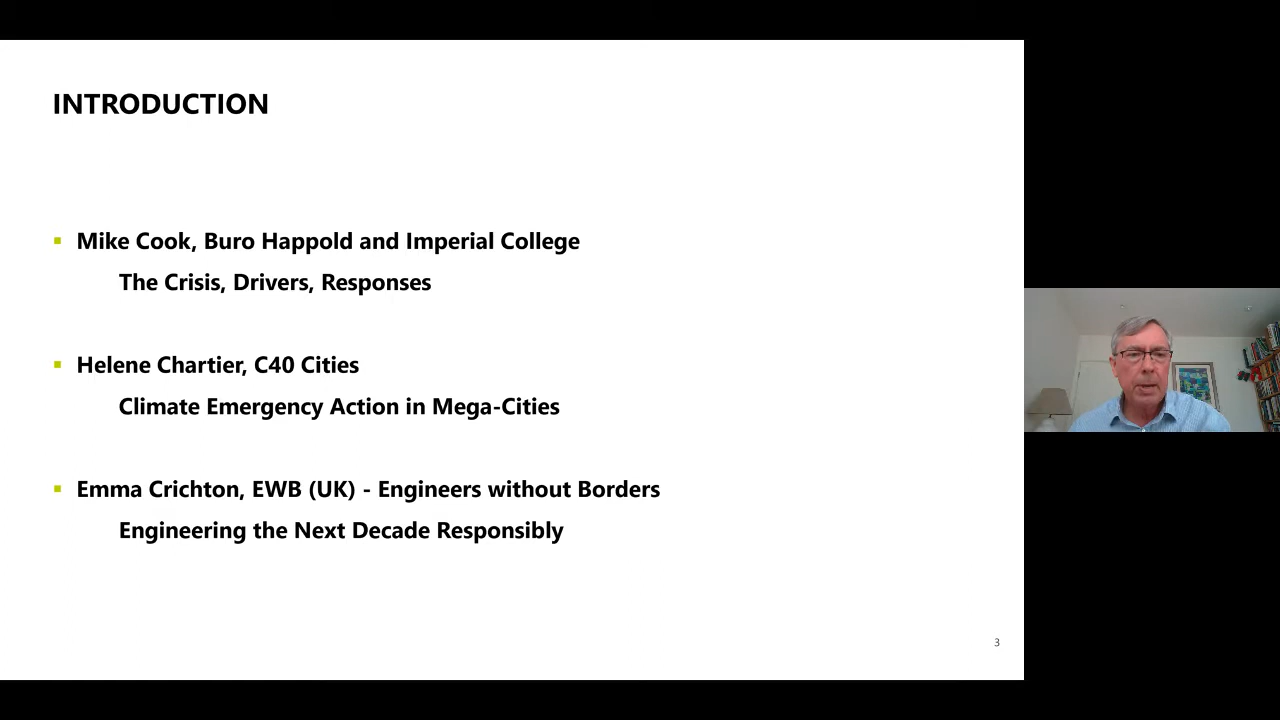 INTRODUCTION
▪ Mike Cook, Buro Happold and Imperial College
The Crisis, Drivers, Responses
▪ Helene Chartier, C40 Cities
Climate Emergency Action in Mega-Cities
▪ Emma Crichton, EWB (UK) - Engineers without Borders
Engineering the Next Decade Responsibly
3